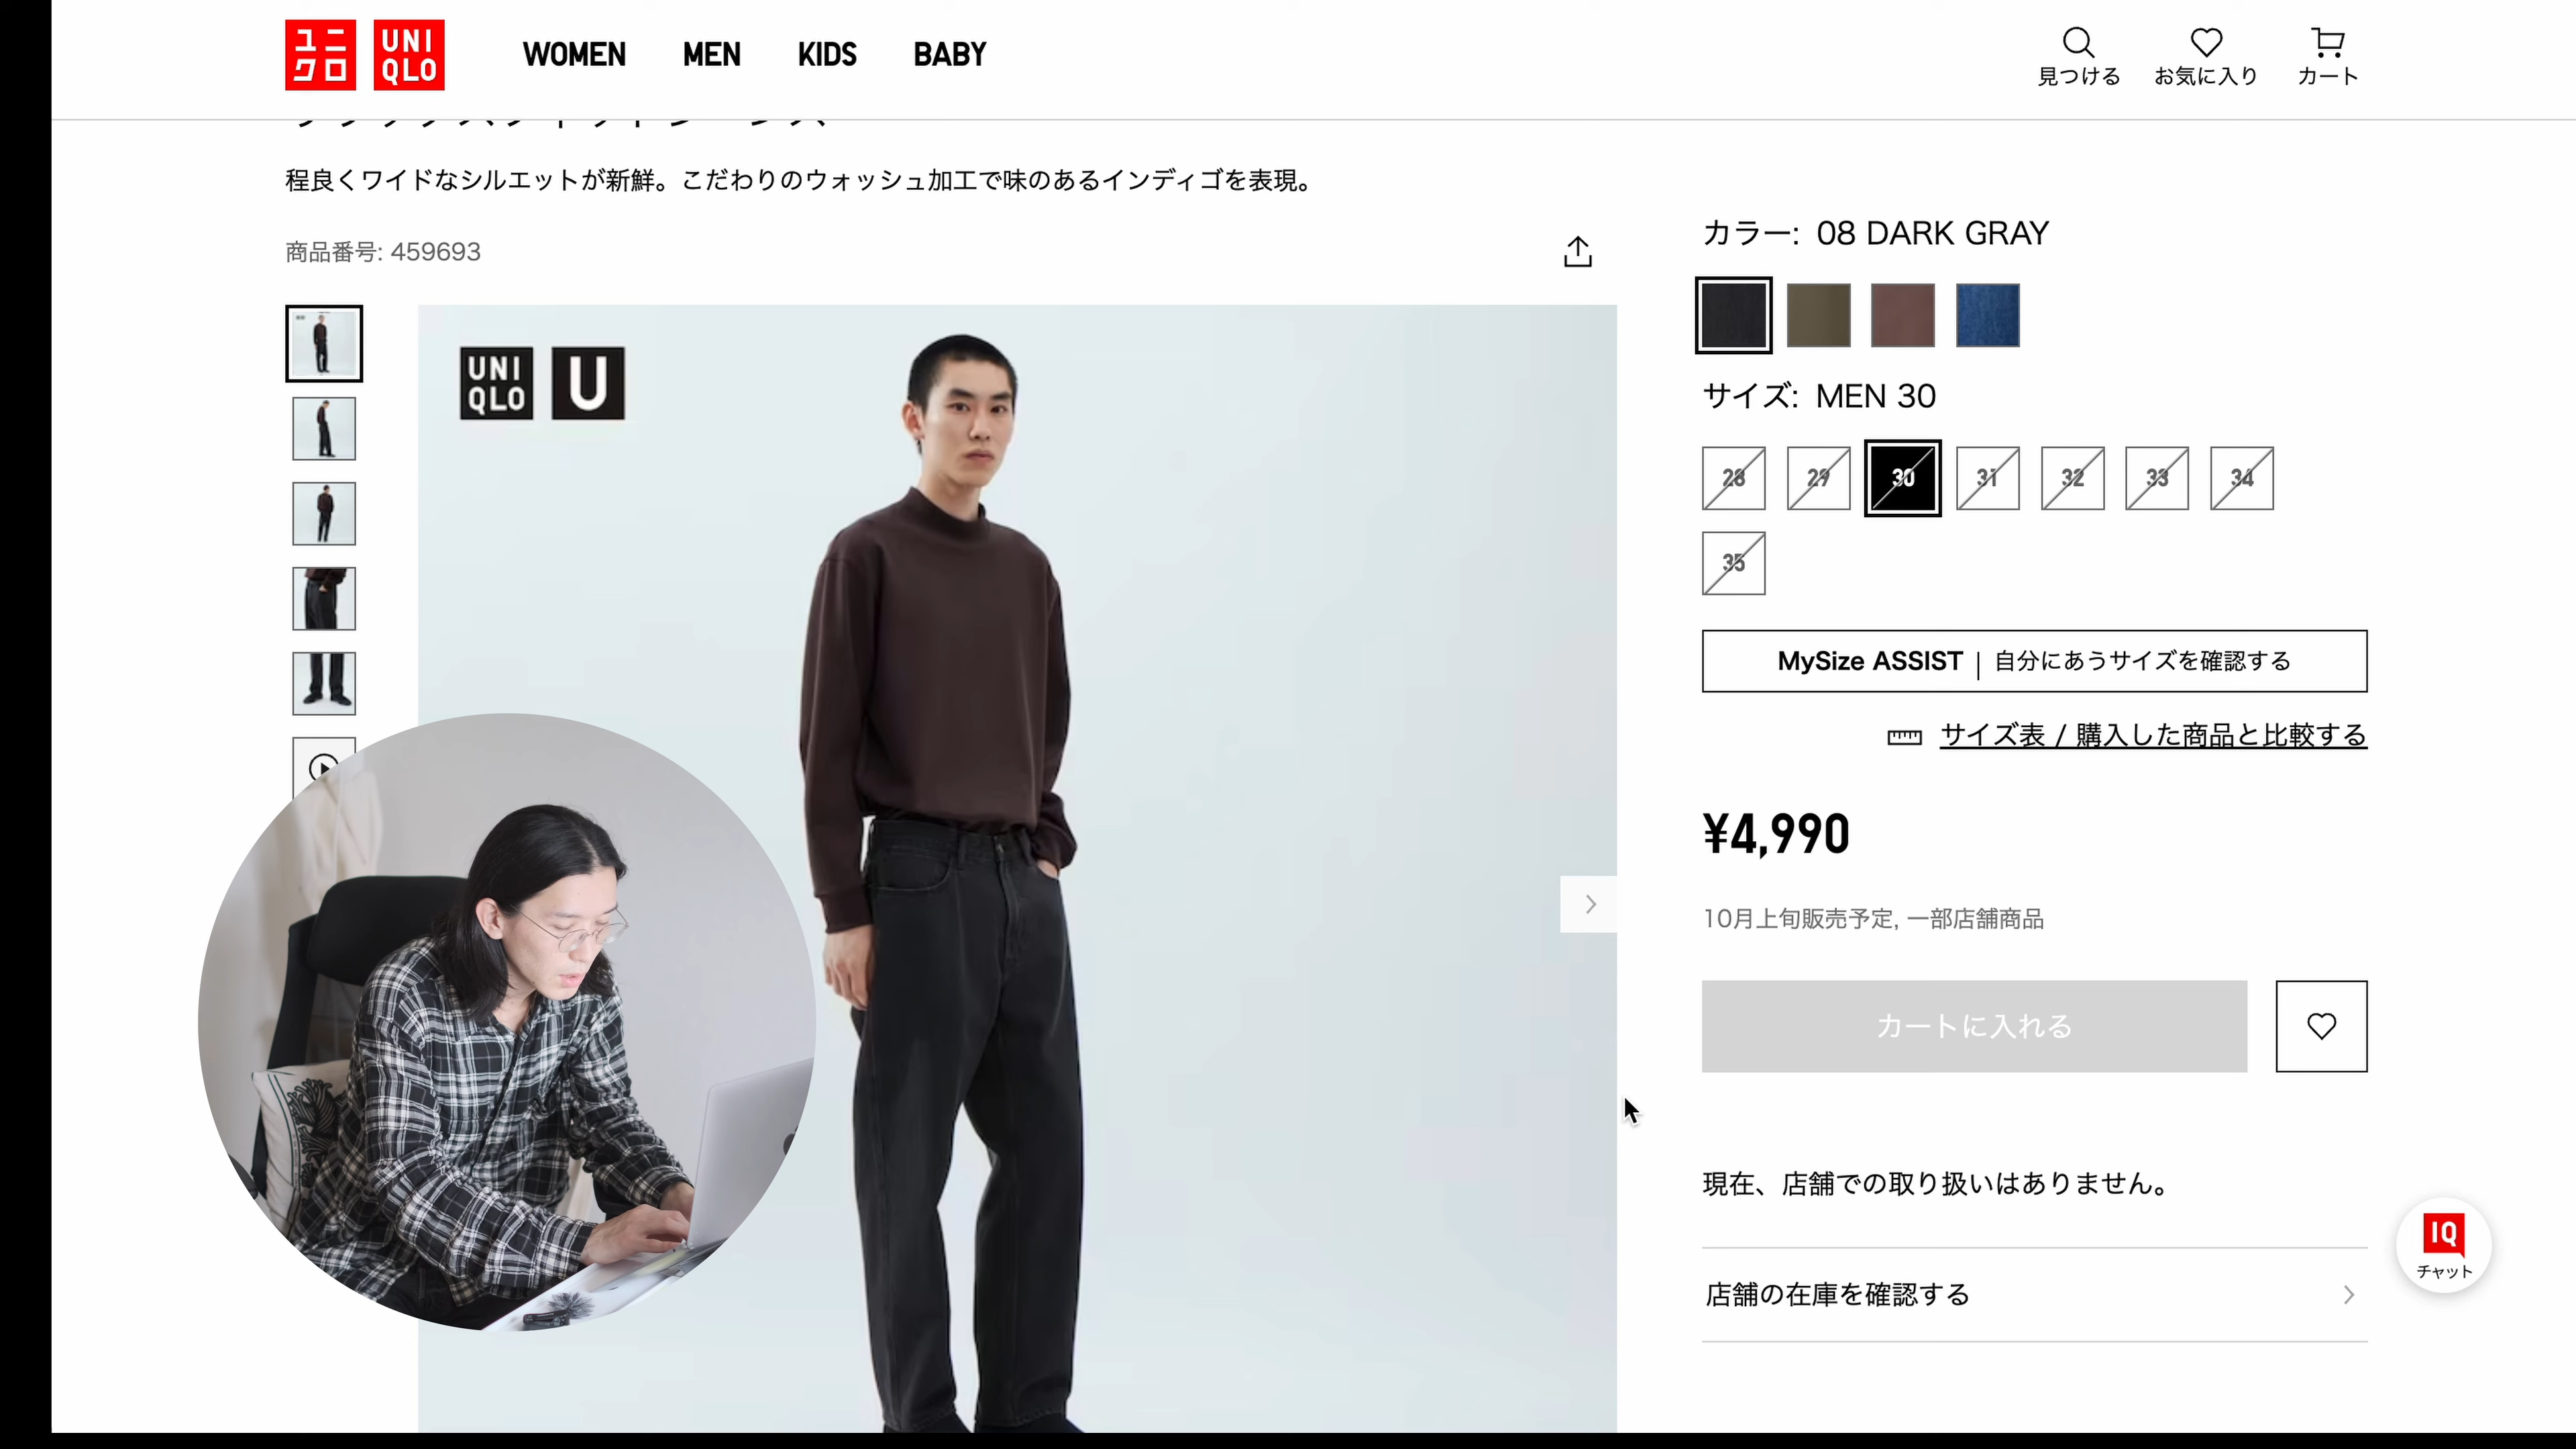 ユニクロ UNIQLO WOMEN MEN KIDS BABY 見つける お気に入り カート
程良くワイドなシルエットが新鮮。こだわりのウォッシュ加工で味のあるインディゴを表現。
商品番号: 459693
UNIQLO U
カラー: 08 DARK GRAY
サイズ: MEN 30
28 29 30 31 32 33 34
35
MySize ASSIST | 自分にあうサイズを確認する
サイズ表 / 購入した商品と比較する
¥4,990
10月上旬販売予定, 一部店舗商品
カートに入れる
現在、店舗での取り扱いはありません。
IQ
チャット
店舗の在庫を確認する